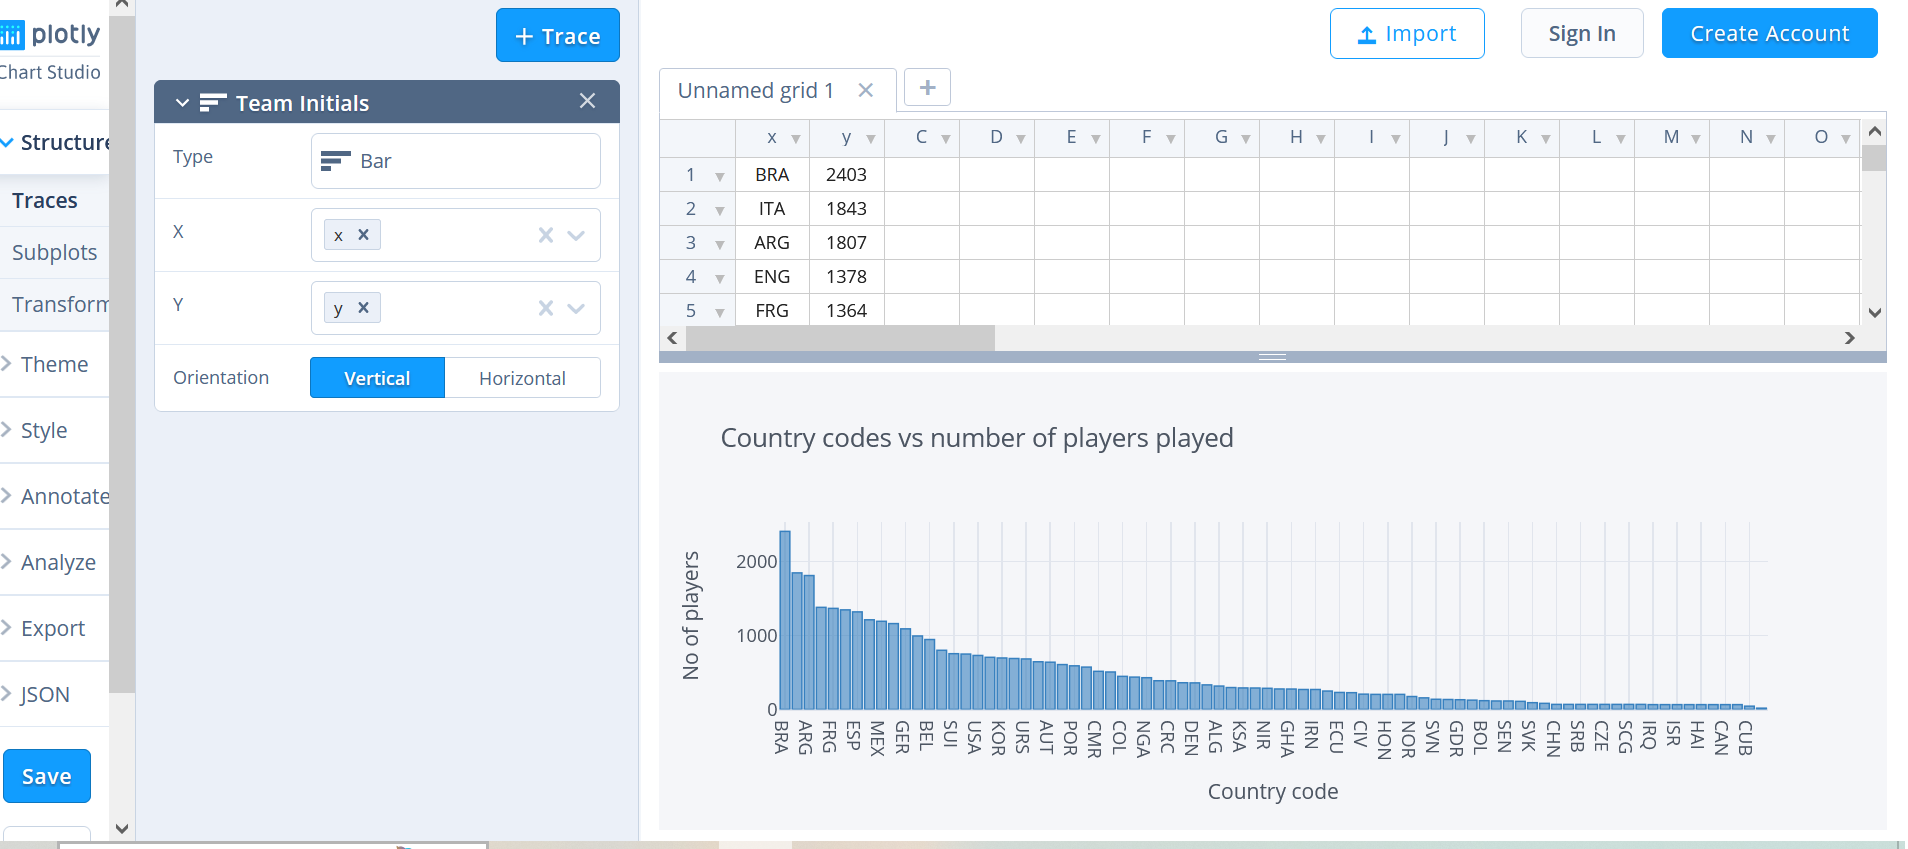 plotly
Chart Studio
Structure
Traces
Subplots
Transform
Theme
Style
Annotate
Analyze
Export
JSON
Save
+ Trace
Team Initials
Type
Bar
X
x
Y
y
Orientation
Vertical
Horizontal
Import
Sign In
Create Account
Unnamed grid 1
+
x y C D E F G H I J K L M N O
1 BRA 2403
2 ITA 1843
3 ARG 1807
4 ENG 1378
5 FRG 1364
Country codes vs number of players played
No of players
2000
1000
0
BRA ARG FRG ESP MEX GER BEL SUI USA KOR URS AUT POR CMR COL NGA CRC DEN ALG KSA NIR GHA IRN ECU CIV HON NOR SVN GDR BOL SEN SVK CHN SRB CZE SCG IRQ ISR HAI CAN CUB
Country code